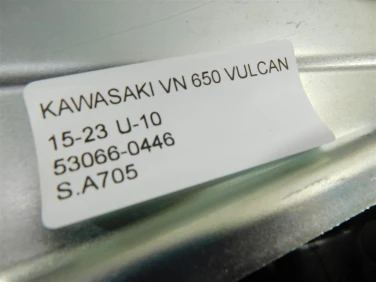 KAWASAKI VN 650 VULCAN
15-23 U-10
53066-0446
S.A705